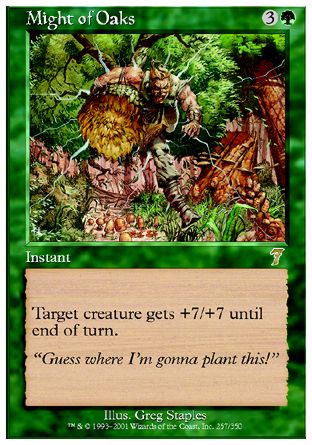 Might of Oaks 3
Instant
Target creature gets +7/+7 until
end of turn.
“Guess where I'm gonna plant this!”
Illus. Greg Staples
™ & © 1993–2001 Wizards of the Coast, Inc. 257/350